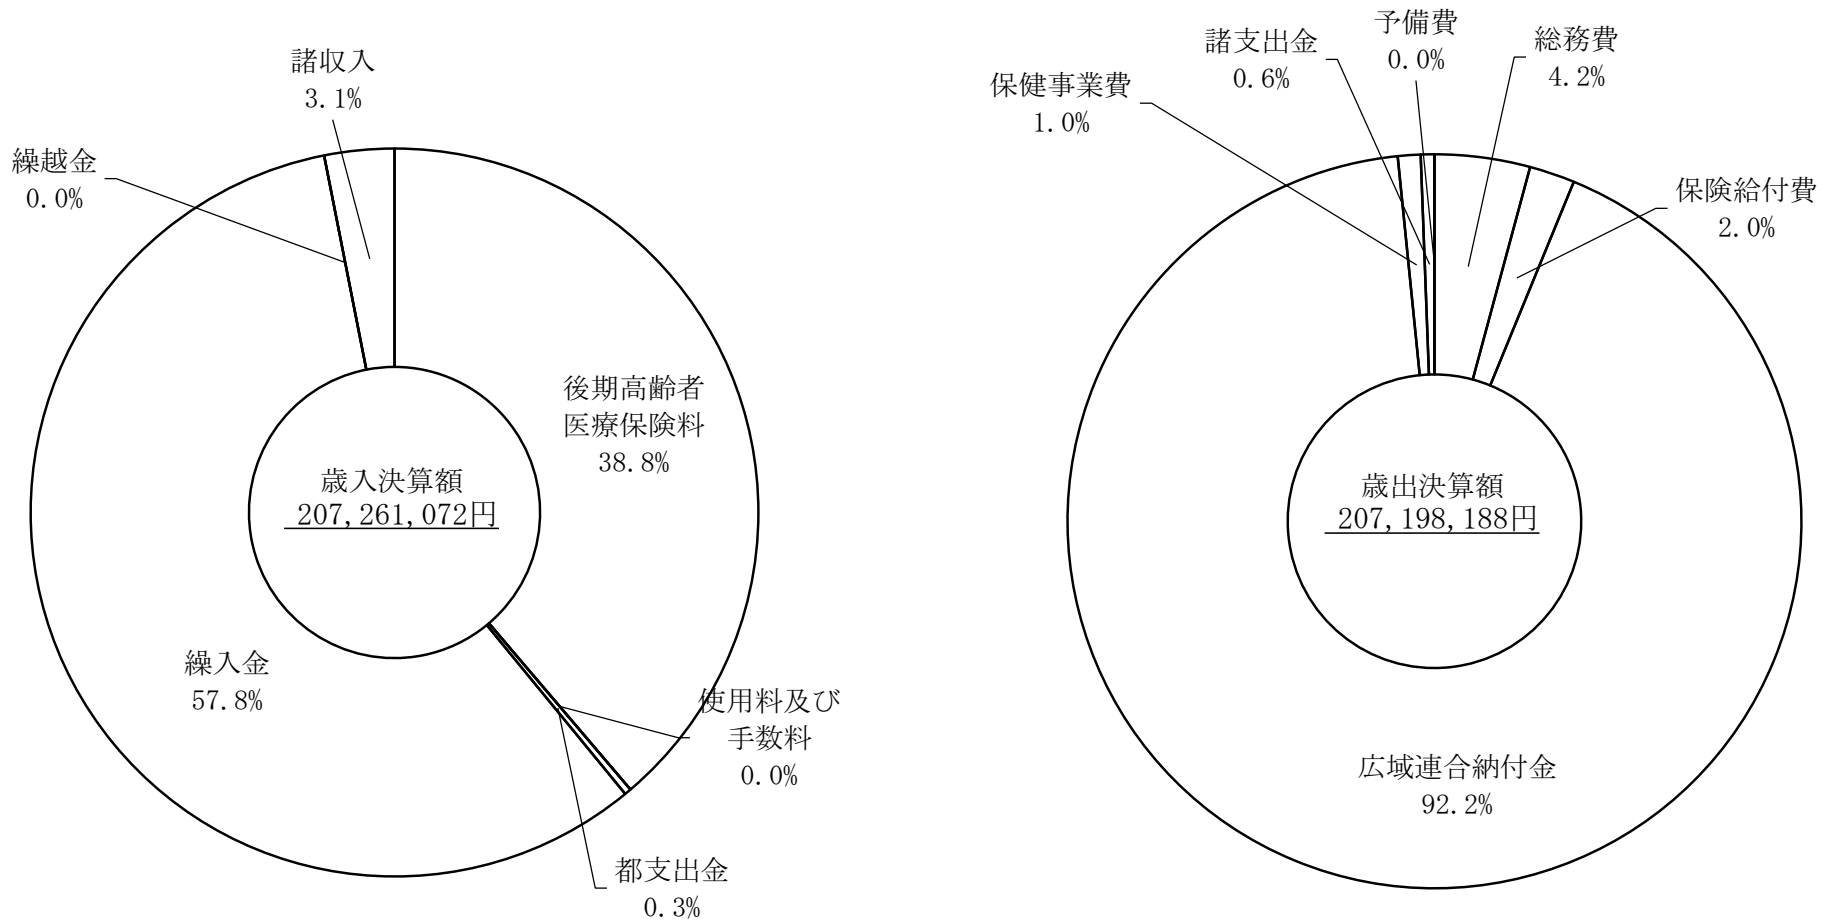 諸収入
3.1%
繰越金
0.0%
後期高齢者
医療保険料
38.8%
歳入決算額
207,261,072円
繰入金
57.8%
使用料及び
手数料
0.0%
都支出金
0.3%
予備費
0.0%
諸支出金
0.6%
総務費
4.2%
保健事業費
1.0%
保険給付費
2.0%
歳出決算額
207,198,188円
広域連合納付金
92.2%